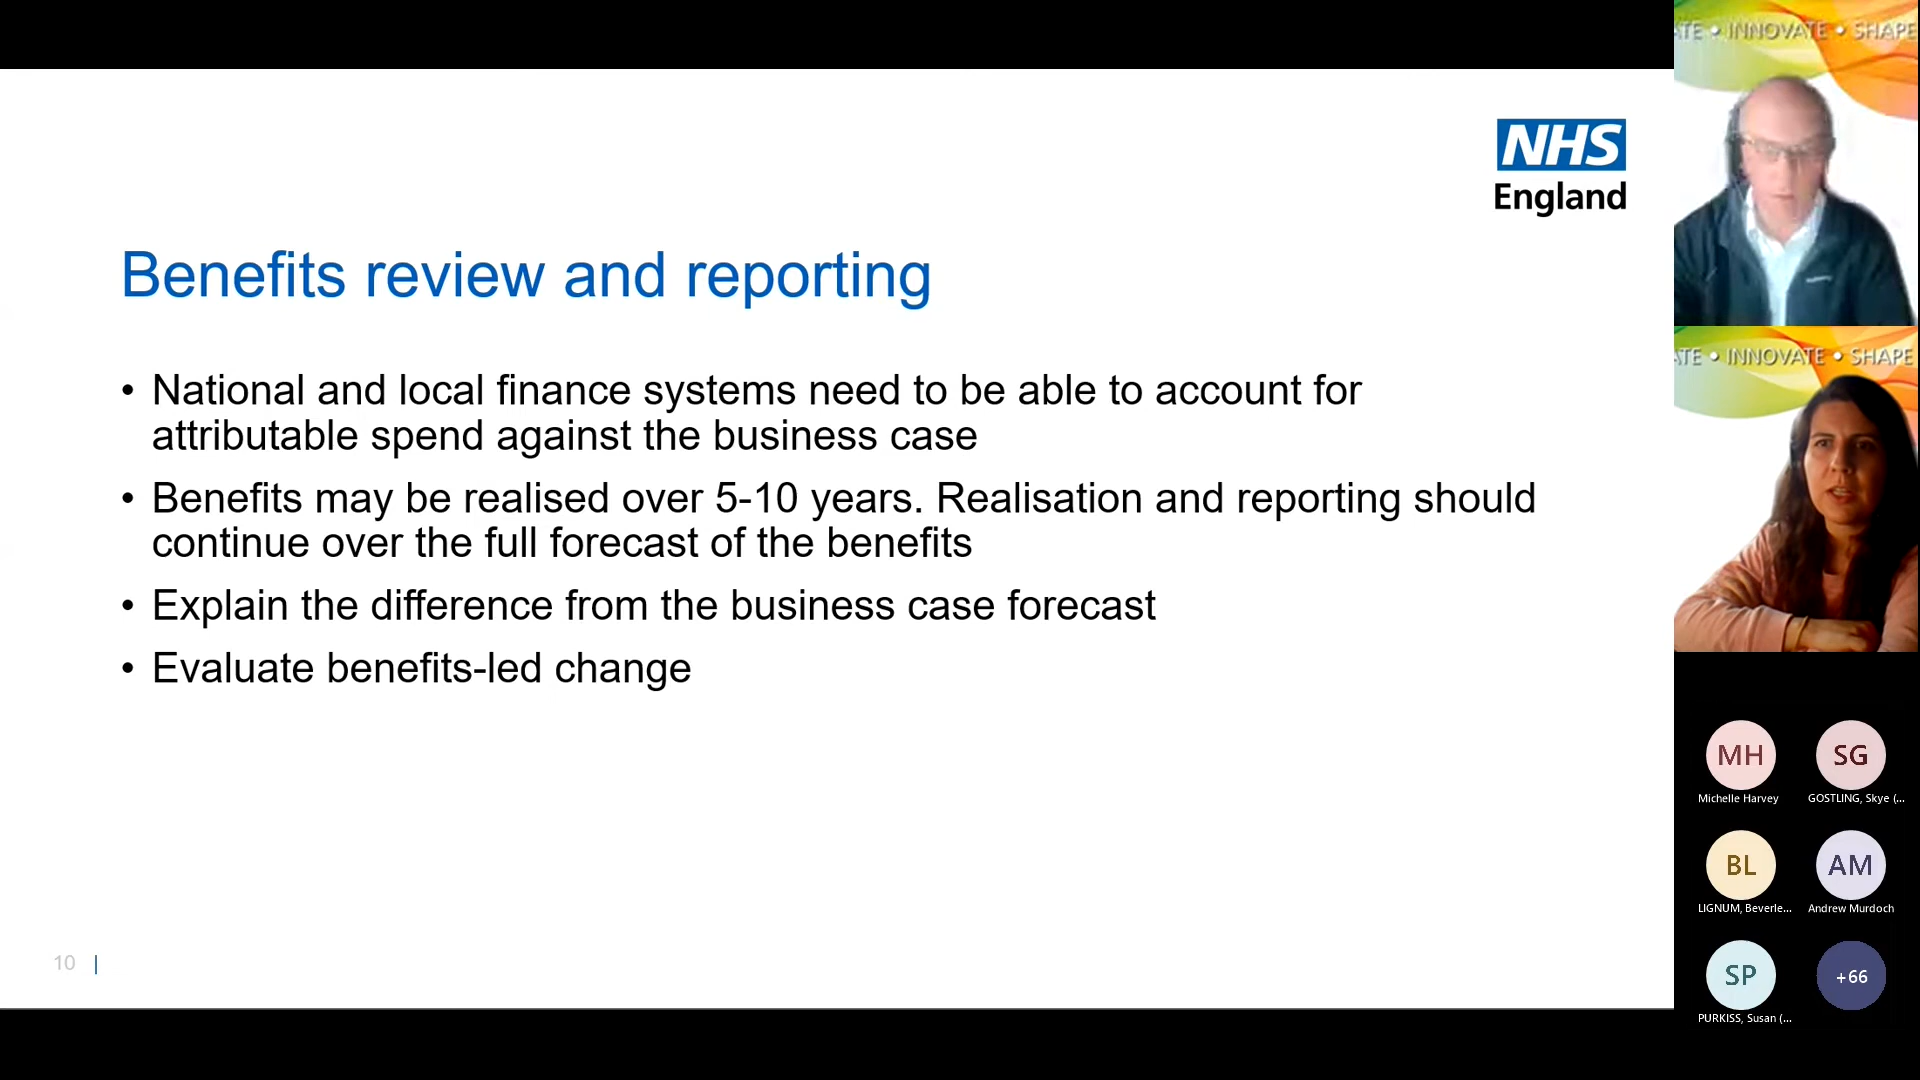 ATE • INNOVATE • SHAPE
NHS
England
Benefits review and reporting
• National and local finance systems need to be able to account for
attributable spend against the business case
• Benefits may be realised over 5-10 years. Realisation and reporting should
continue over the full forecast of the benefits
• Explain the difference from the business case forecast
• Evaluate benefits-led change
10
ATE • INNOVATE • SHAPE
MH
Michelle Harvey
SG
GOSTLING, Skye (...
BL
LIGNUM, Beverle...
AM
Andrew Murdoch
SP
PURKISS, Susan (...
+66